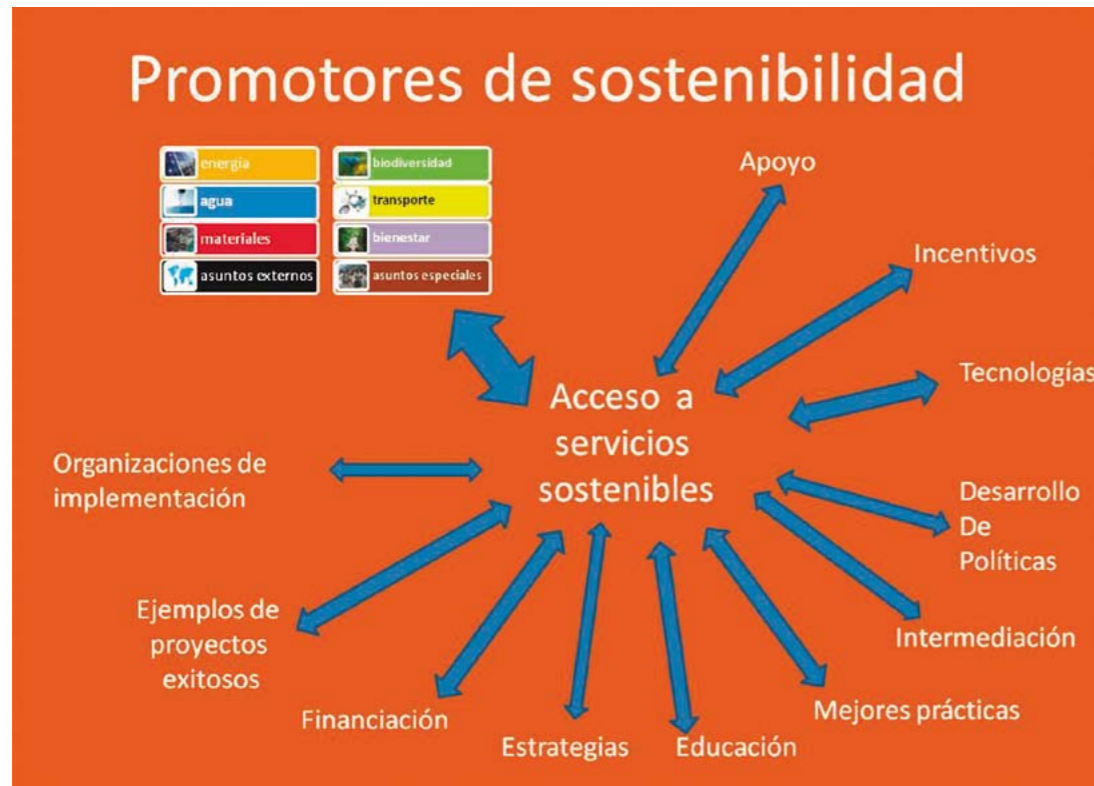 Promotores de sostenibilidad
energía
biodiversidad
agua
transporte
materiales
bienestar
asuntos externos
asuntos especiales
Apoyo
Incentivos
Tecnologías
Acceso a
servicios
sostenibles
Organizaciones de
implementación
Desarrollo
De
Políticas
Ejemplos de
proyectos
exitosos
Intermediación
Financiación
Mejores prácticas
Estrategias
Educación